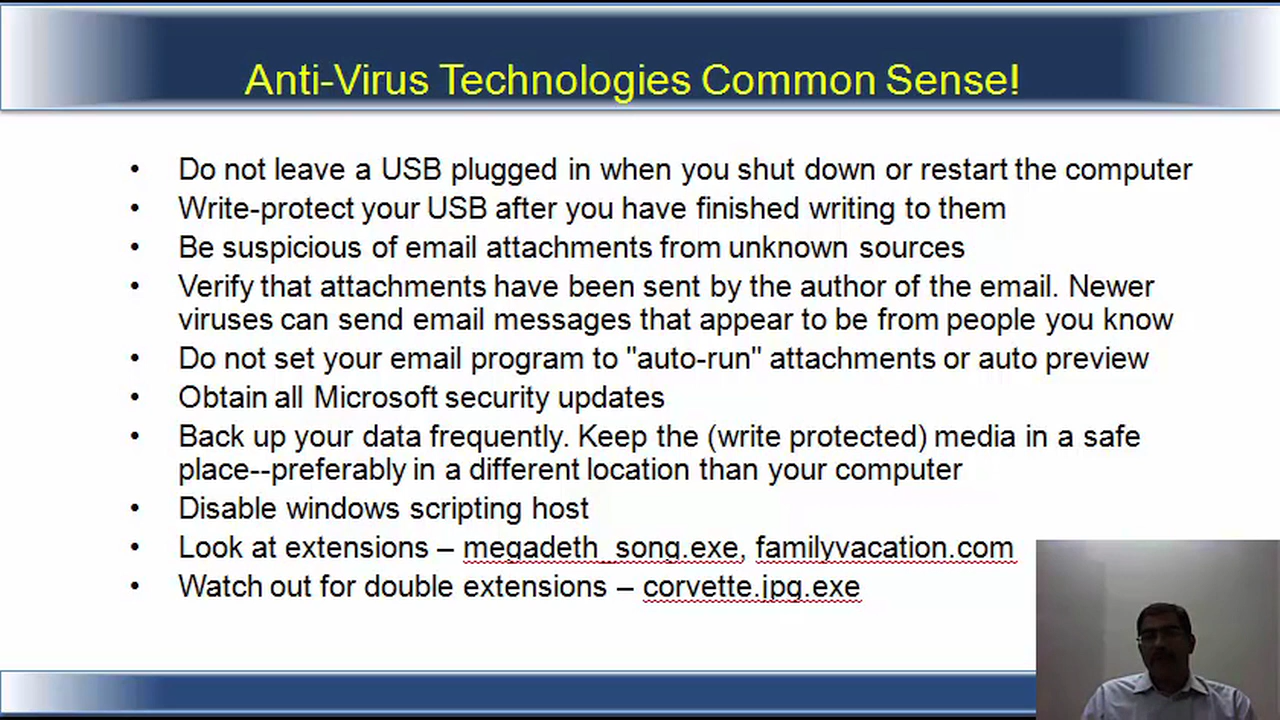 Anti-Virus Technologies Common Sense!
• Do not leave a USB plugged in when you shut down or restart the computer
• Write-protect your USB after you have finished writing to them
• Be suspicious of email attachments from unknown sources
• Verify that attachments have been sent by the author of the email. Newer
viruses can send email messages that appear to be from people you know
• Do not set your email program to "auto-run" attachments or auto preview
• Obtain all Microsoft security updates
• Back up your data frequently. Keep the (write protected) media in a safe
place--preferably in a different location than your computer
• Disable windows scripting host
• Look at extensions – megadeth_song.exe, familyvacation.com
• Watch out for double extensions – corvette.jpg.exe